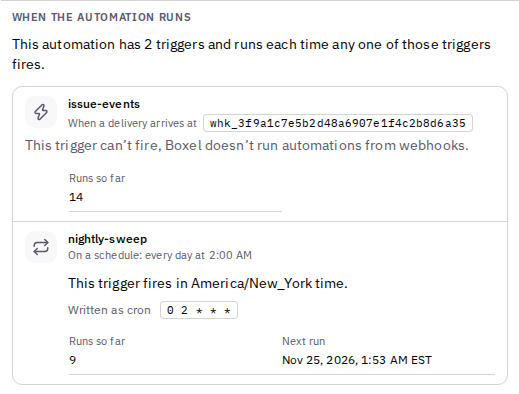 WHEN THE AUTOMATION RUNS
This automation has 2 triggers and runs each time any one of those triggers
fires.
issue-events
When a delivery arrives at whk_3f9a1c7e5b2d48a6907e1f4c2b8d6a35
This trigger can’t fire, Boxel doesn’t run automations from webhooks.
Runs so far
14
nightly-sweep
On a schedule: every day at 2:00 AM
This trigger fires in America/New_York time.
Written as cron 0 2 * * *
Runs so far Next run
9 Nov 25, 2026, 1:53 AM EST